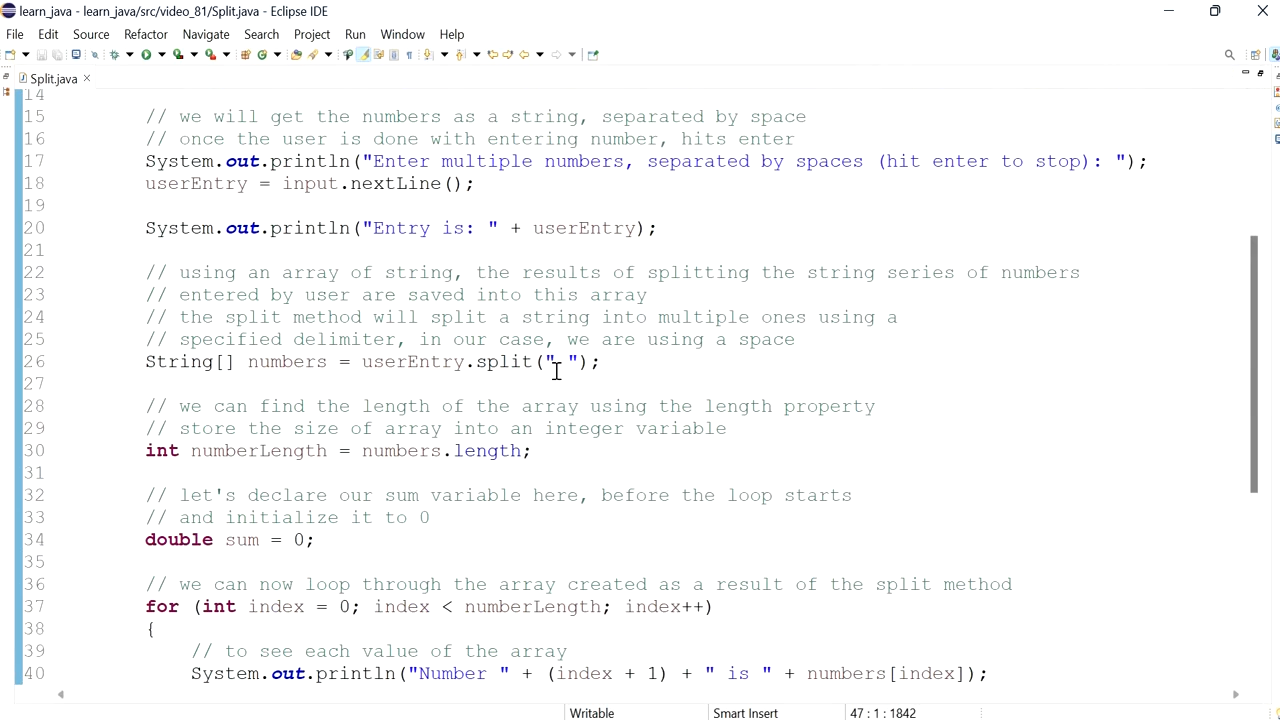 learn_java - learn_java/src/video_81/Split.java - Eclipse IDE
File Edit Source Refactor Navigate Search Project Run Window Help
Split.java
14
15 // we will get the numbers as a string, separated by space
16 // once the user is done with entering number, hits enter
17 System.out.println("Enter multiple numbers, separated by spaces (hit enter to stop): ");
18 userEntry = input.nextLine();
19
20 System.out.println("Entry is: " + userEntry);
21
22 // using an array of string, the results of splitting the string series of numbers
23 // entered by user are saved into this array
24 // the split method will split a string into multiple ones using a
25 // specified delimiter, in our case, we are using a space
26 String[] numbers = userEntry.split(" ");
27
28 // we can find the length of the array using the length property
29 // store the size of array into an integer variable
30 int numberLength = numbers.length;
31
32 // let's declare our sum variable here, before the loop starts
33 // and initialize it to 0
34 double sum = 0;
35
36 // we can now loop through the array created as a result of the split method
37 for (int index = 0; index < numberLength; index++)
38 {
39 // to see each value of the array
40 System.out.println("Number " + (index + 1) + " is " + numbers[index]);
Writable Smart Insert 47 : 1 : 1842